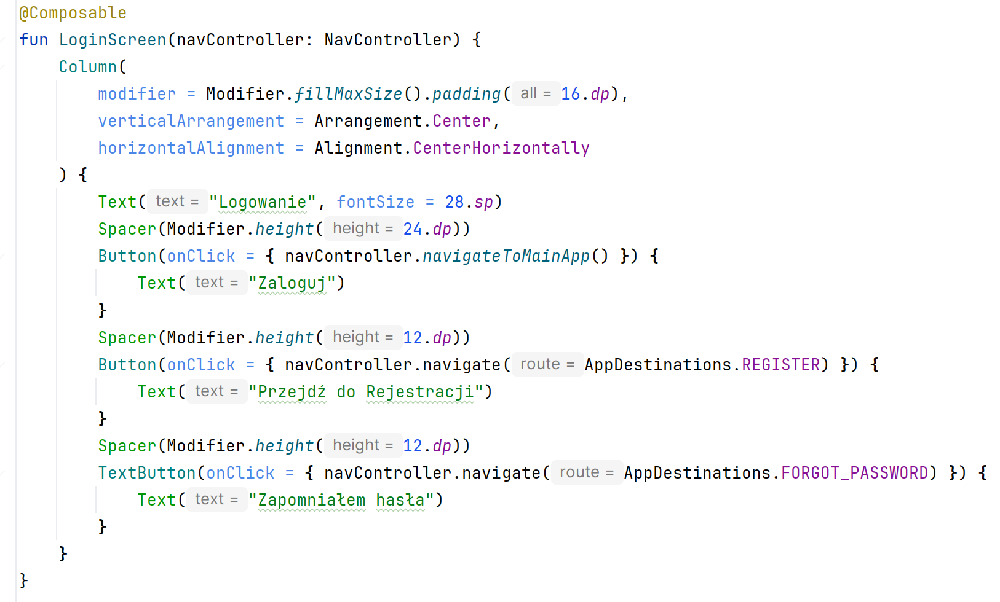 @Composable
fun LoginScreen(navController: NavController) {
    Column(
        modifier = Modifier.fillMaxSize().padding( all = 16.dp),
        verticalArrangement = Arrangement.Center,
        horizontalAlignment = Alignment.CenterHorizontally
    ) {
        Text( text = "Logowanie", fontSize = 28.sp)
        Spacer(Modifier.height( height = 24.dp))
        Button(onClick = { navController.navigateToMainApp() }) {
            Text( text = "Zaloguj")
        }
        Spacer(Modifier.height( height = 12.dp))
        Button(onClick = { navController.navigate( route = AppDestinations.REGISTER) }) {
            Text( text = "Przejdź do Rejestracji")
        }
        Spacer(Modifier.height( height = 12.dp))
        TextButton(onClick = { navController.navigate( route = AppDestinations.FORGOT_PASSWORD) }) {
            Text( text = "Zapomniałem hasła")
        }
    }
}